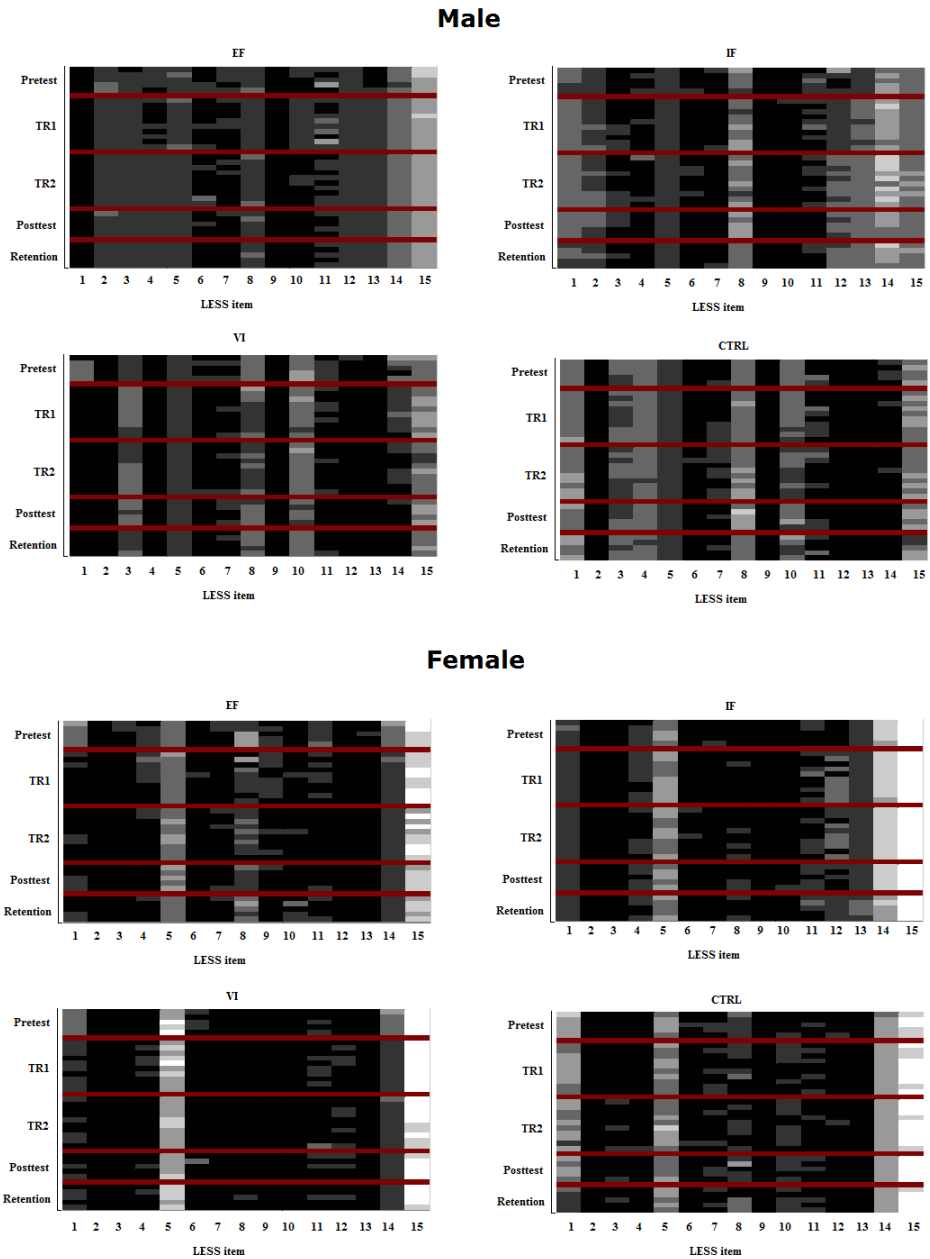 Male
EF
Pretest
TR1
TR2
Posttest
Retention
1 2 3 4 5 6 7 8 9 10 11 12 13 14 15
LESS item
IF
Pretest
TR1
TR2
Posttest
Retention
1 2 3 4 5 6 7 8 9 10 11 12 13 14 15
LESS item
VI
Pretest
TR1
TR2
Posttest
Retention
1 2 3 4 5 6 7 8 9 10 11 12 13 14 15
LESS item
CTRL
Pretest
TR1
TR2
Posttest
Retention
1 2 3 4 5 6 7 8 9 10 11 12 13 14 15
LESS item
Female
EF
Pretest
TR1
TR2
Posttest
Retention
1 2 3 4 5 6 7 8 9 10 11 12 13 14 15
LESS item
IF
Pretest
TR1
TR2
Posttest
Retention
1 2 3 4 5 6 7 8 9 10 11 12 13 14 15
LESS item
VI
Pretest
TR1
TR2
Posttest
Retention
1 2 3 4 5 6 7 8 9 10 11 12 13 14 15
LESS item
CTRL
Pretest
TR1
TR2
Posttest
Retention
1 2 3 4 5 6 7 8 9 10 11 12 13 14 15
LESS item